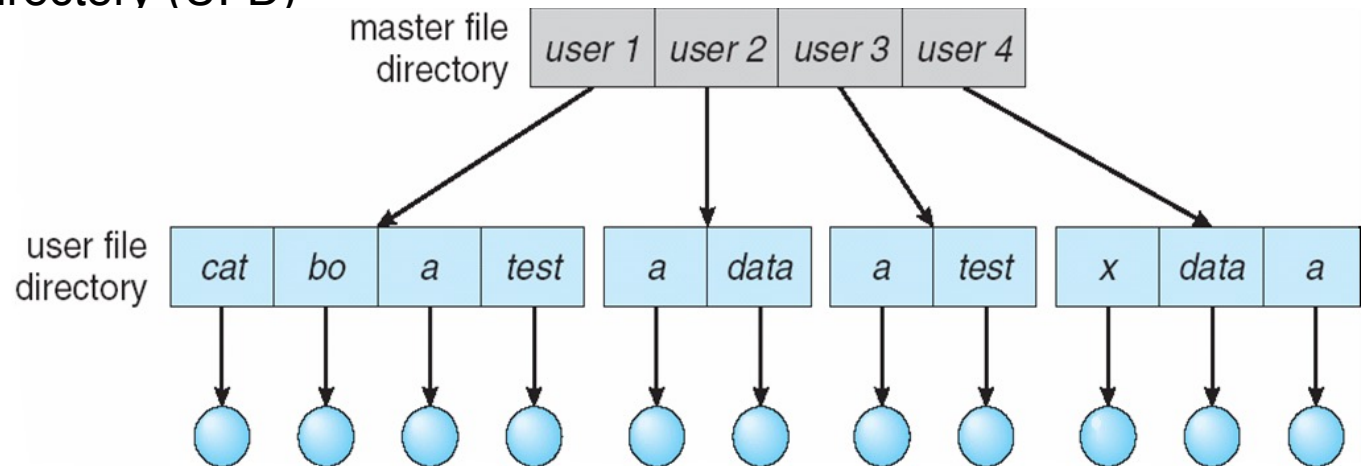 master file
directory
user 1 user 2 user 3 user 4
user file
directory
cat bo a test a data a test x data a